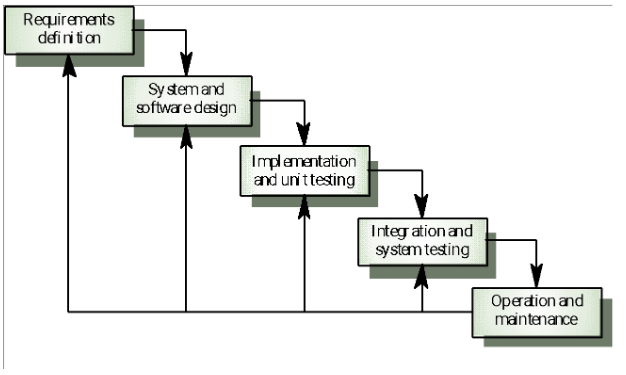 Requirements
definition
System and
software design
Implementation
and unit testing
Integration and
system testing
Operation and
maintenance